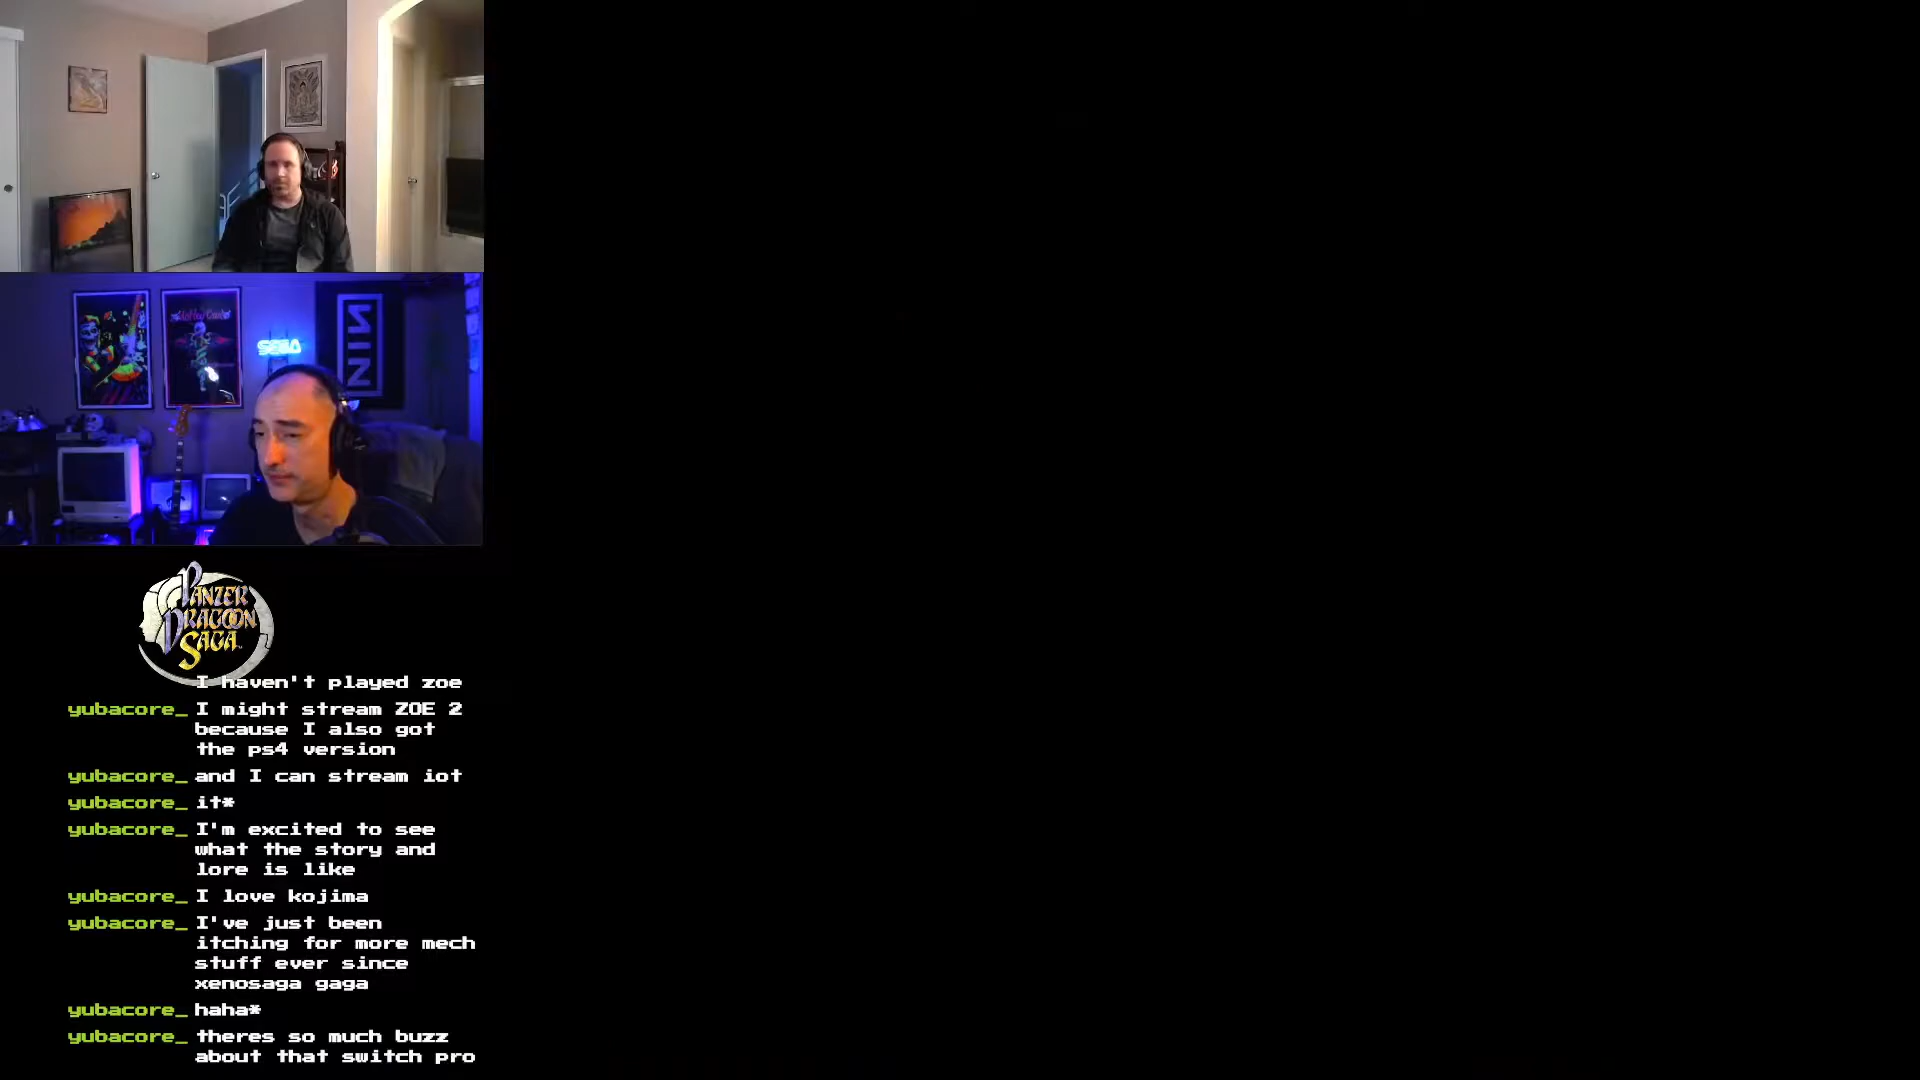 SEGA
NIN
PANZER
DRAGOON
SAGA
I haven't played zoe
yubacore_ I might stream ZOE 2
because I also got
the ps4 version
yubacore_ and I can stream iot
yubacore_ it*
yubacore_ I'm excited to see
what the story and
lore is like
yubacore_ I love kojima
yubacore_ I've just been
itching for more mech
stuff ever since
xenosaga gaga
yubacore_ haha*
yubacore_ theres so much buzz
about that switch pro